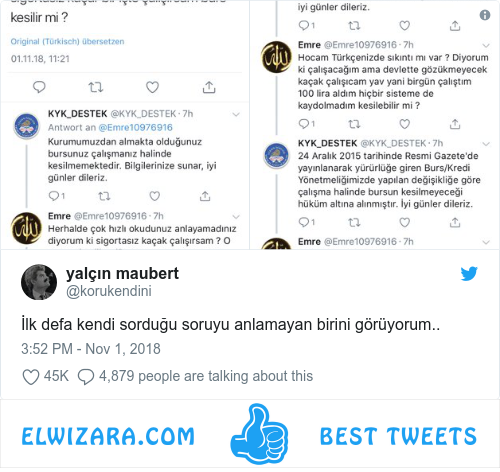 kesilir mi ?
Original (Türkisch) übersetzen
01.11.18, 11:21
KYK_DESTEK @KYK_DESTEK · 7h
Antwort an @Emre10976916
Kurumumuzdan almakta olduğunuz
bursunuz çalışmanız halinde
kesilmemektedir. Bilgilerinize sunar, iyi
günler dileriz.
1
Emre @Emre10976916 · 7h
Herhalde çok hızlı okudunuz anlayamadınız
diyorum ki sigortasız kaçak çalışırsam ? O
iyi günler dileriz.
1
Emre @Emre10976916 · 7h
Hocam Türkçenizde sıkıntı mı var ? Diyorum
ki çalışacağım ama devlette gözükmeyecek
kaçak çalışıcam yav yani birgün çalıştım
100 lira aldım hiçbir sisteme de
kaydolmadım kesilebilir mi ?
1
KYK_DESTEK @KYK_DESTEK · 7h
24 Aralık 2015 tarihinde Resmi Gazete'de
yayınlanarak yürürlüğe giren Burs/Kredi
Yönetmeliğimizde yapılan değişikliğe göre
çalışma halinde bursun kesilmeyeceği
hüküm altına alınmıştır. İyi günler dileriz.
1
Emre @Emre10976916 · 7h
yalçın maubert
@korukendini
İlk defa kendi sorduğu soruyu anlamayan birini görüyorum..
3:52 PM - Nov 1, 2018
45K 4,879 people are talking about this
ELWIZARA.COM BEST TWEETS